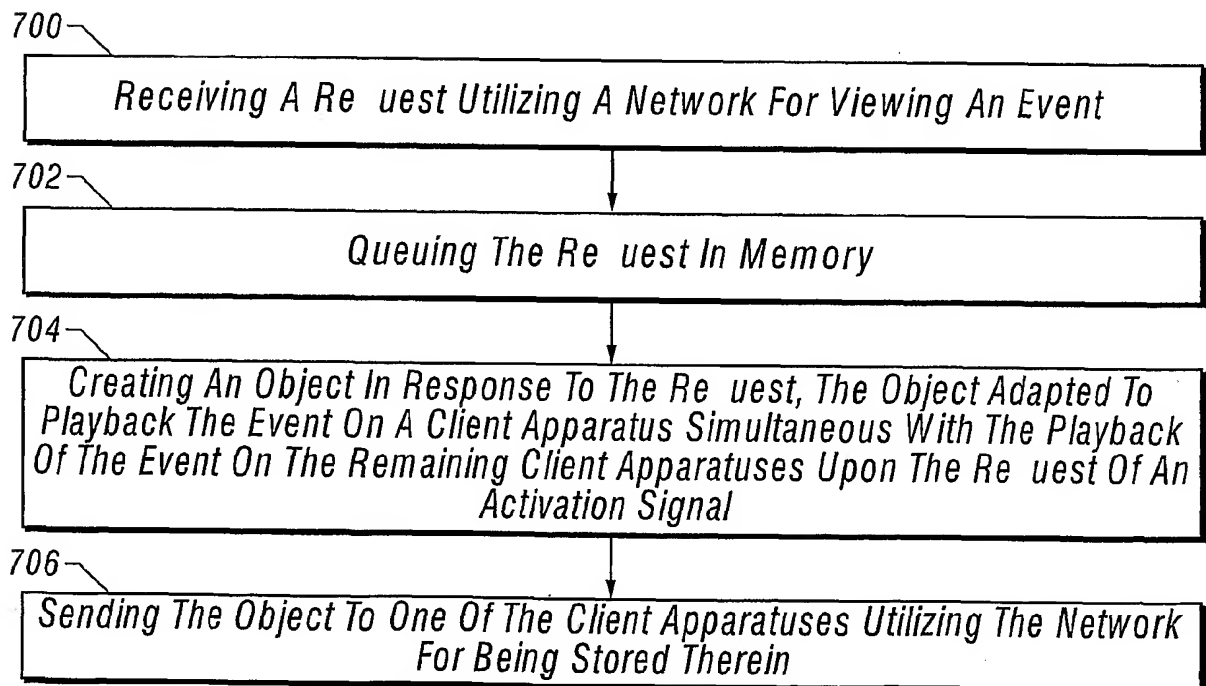 700
Receiving A Re uest Utilizing A Network For Viewing An Event
702
Queuing The Re uest In Memory
704
Creating An Object In Response To The Re uest, The Object Adapted To
Playback The Event On A Client Apparatus Simultaneous With The Playback
Of The Event On The Remaining Client Apparatuses Upon The Re uest Of An
Activation Signal
706
Sending The Object To One Of The Client Apparatuses Utilizing The Network
For Being Stored Therein